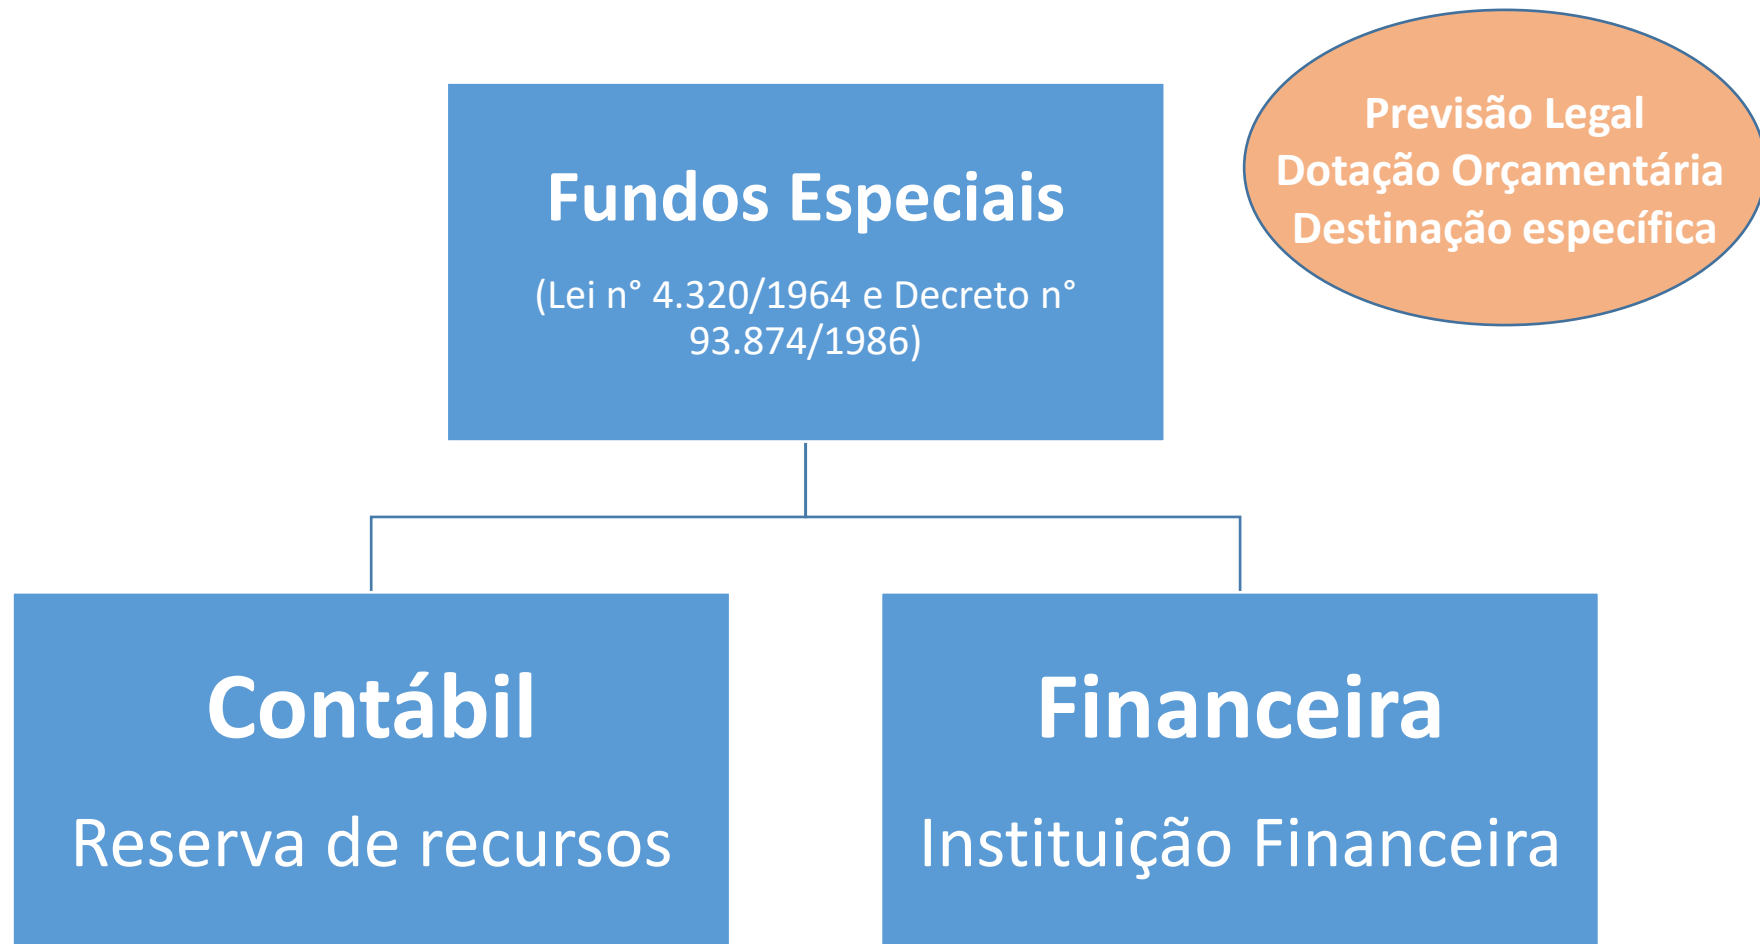 Previsão Legal
Dotação Orçamentária
Destinação específica
Fundos Especiais
(Lei n° 4.320/1964 e Decreto n°
93.874/1986)
Contábil
Reserva de recursos
Financeira
Instituição Financeira